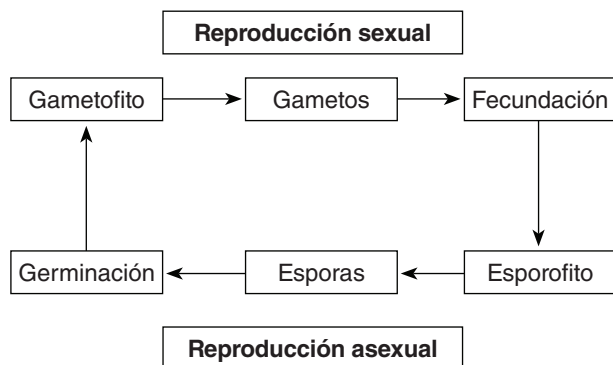 Reproducción sexual
Gametofito
Gametos
Fecundación
Germinación
Esporas
Esporofito
Reproducción asexual